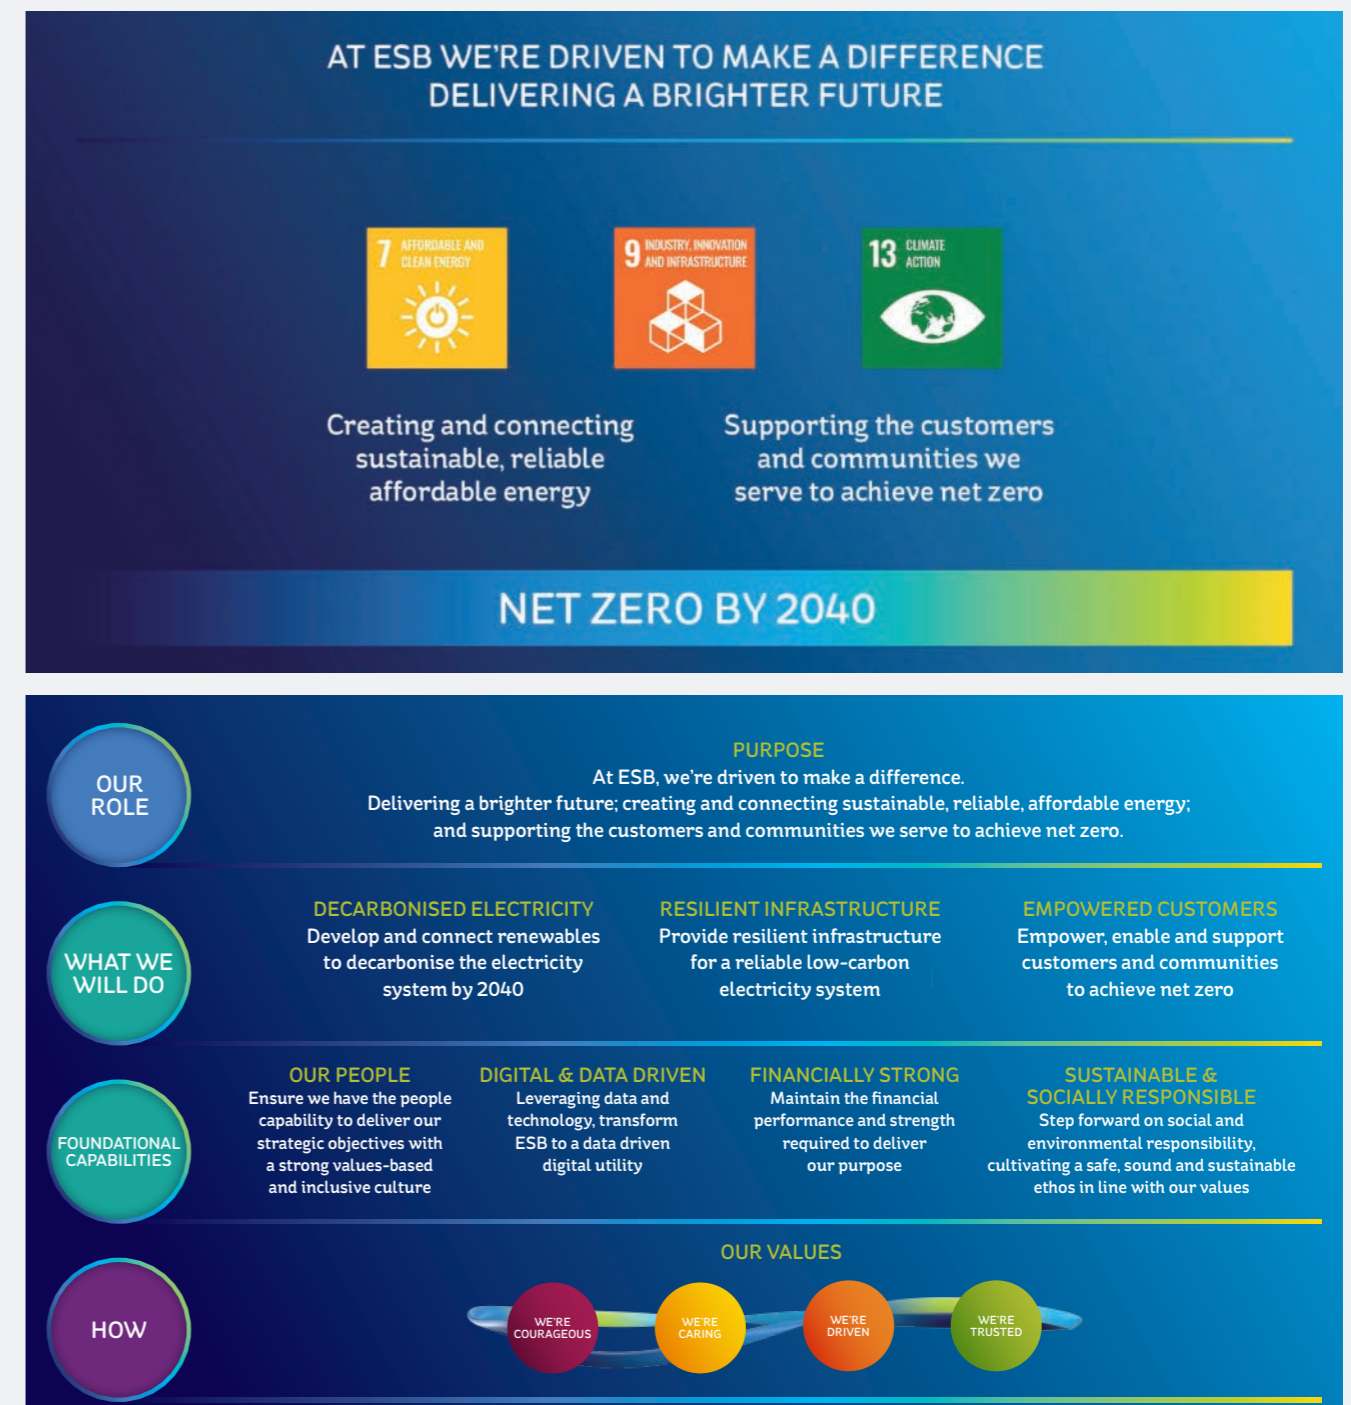 AT ESB WE'RE DRIVEN TO MAKE A DIFFERENCE
DELIVERING A BRIGHTER FUTURE
7 AFFORDABLE AND
CLEAN ENERGY
9 INDUSTRY, INNOVATION
AND INFRASTRUCTURE
13 CLIMATE
ACTION
Creating and connecting
sustainable, reliable
affordable energy
Supporting the customers
and communities we
serve to achieve net zero
NET ZERO BY 2040
OUR
ROLE
PURPOSE
At ESB, we're driven to make a difference.
Delivering a brighter future; creating and connecting sustainable, reliable, affordable energy;
and supporting the customers and communities we serve to achieve net zero.
WHAT WE
WILL DO
DECARBONISED ELECTRICITY
Develop and connect renewables
to decarbonise the electricity
system by 2040
RESILIENT INFRASTRUCTURE
Provide resilient infrastructure
for a reliable low-carbon
electricity system
EMPOWERED CUSTOMERS
Empower, enable and support
customers and communities
to achieve net zero
FOUNDATIONAL
CAPABILITIES
OUR PEOPLE
Ensure we have the people
capability to deliver our
strategic objectives with
a strong values-based
and inclusive culture
DIGITAL & DATA DRIVEN
Leveraging data and
technology, transform
ESB to a data driven
digital utility
FINANCIALLY STRONG
Maintain the financial
performance and strength
required to deliver
our purpose
SUSTAINABLE &
SOCIALLY RESPONSIBLE
Step forward on social and
environmental responsibility,
cultivating a safe, sound and sustainable
ethos in line with our values
HOW
OUR VALUES
WE'RE
COURAGEOUS
WE'RE
CARING
WE'RE
DRIVEN
WE'RE
TRUSTED